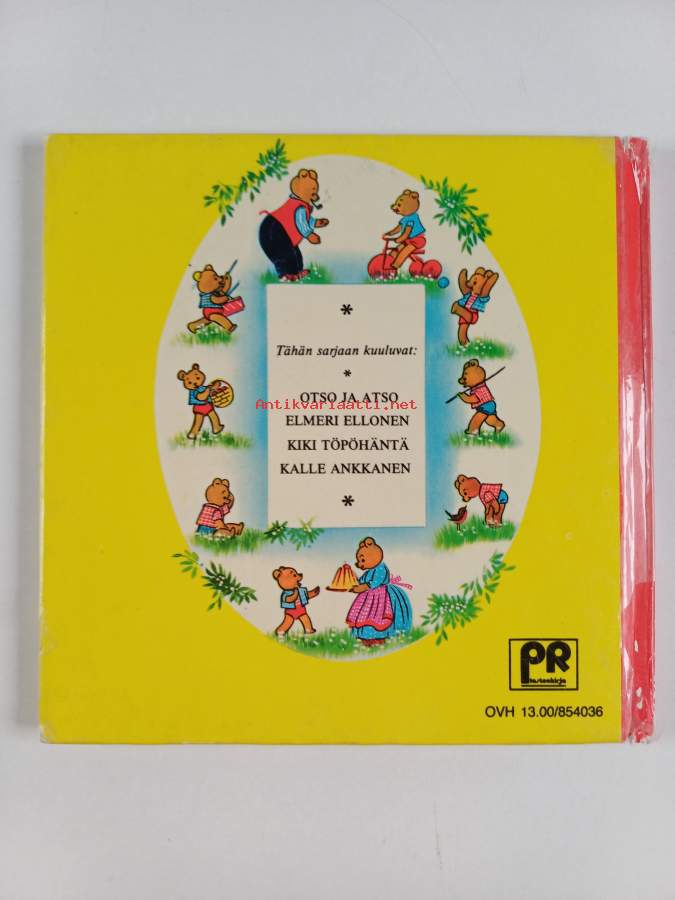 *
Tähän sarjaan kuuluvat:
*
OTSO JA ATSO
Antikvariaatti.net
ELMERI ELLONEN
KIKI TÖPÖHÄNTÄ
KALLE ANKKANEN
*
PR
lastenkirja
OVH 13.00/854036